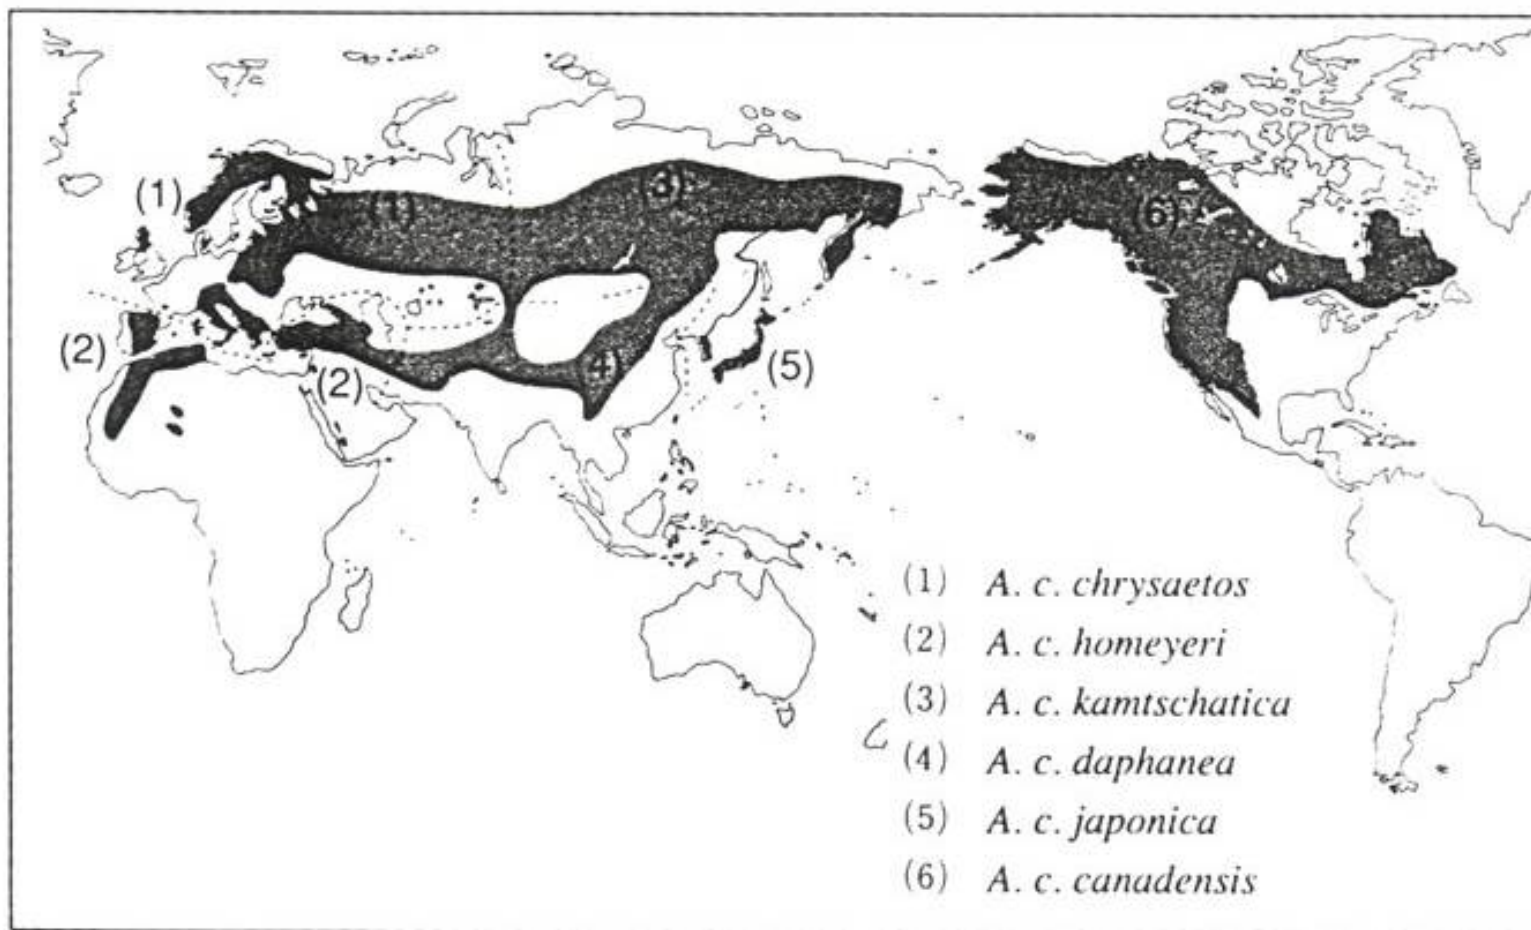 (1)
(1)
(3)
(6)
(2)
(2)
(4)
(5)
(1) A. c. chrysaetos
(2) A. c. homeyeri
(3) A. c. kamtschatica
(4) A. c. daphanea
(5) A. c. japonica
(6) A. c. canadensis